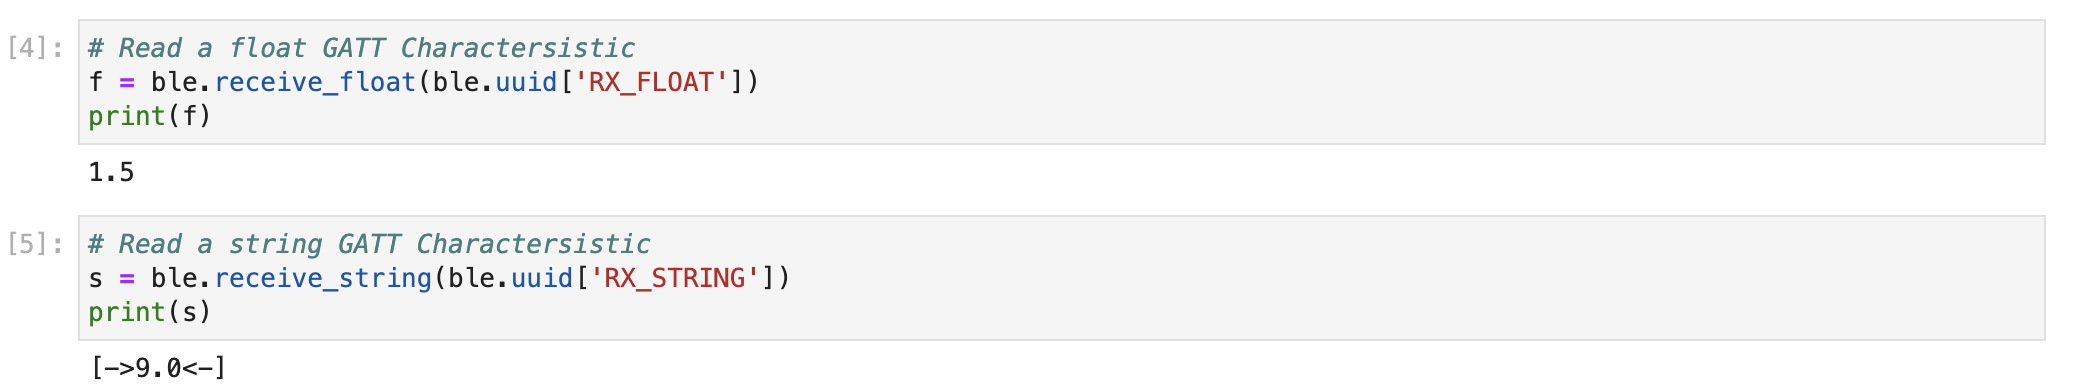 [4]: # Read a float GATT Charactersistic
f = ble.receive_float(ble.uuid['RX_FLOAT'])
print(f)
1.5
[5]: # Read a string GATT Charactersistic
s = ble.receive_string(ble.uuid['RX_STRING'])
print(s)
[->9.0<-]